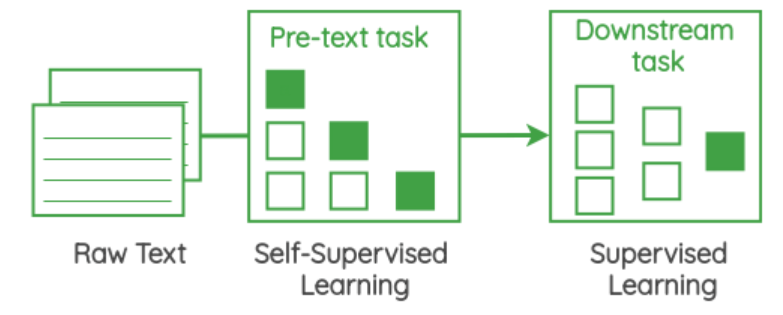 Pre-text task
Downstream
task
Raw Text
Self-Supervised
Learning
Supervised
Learning